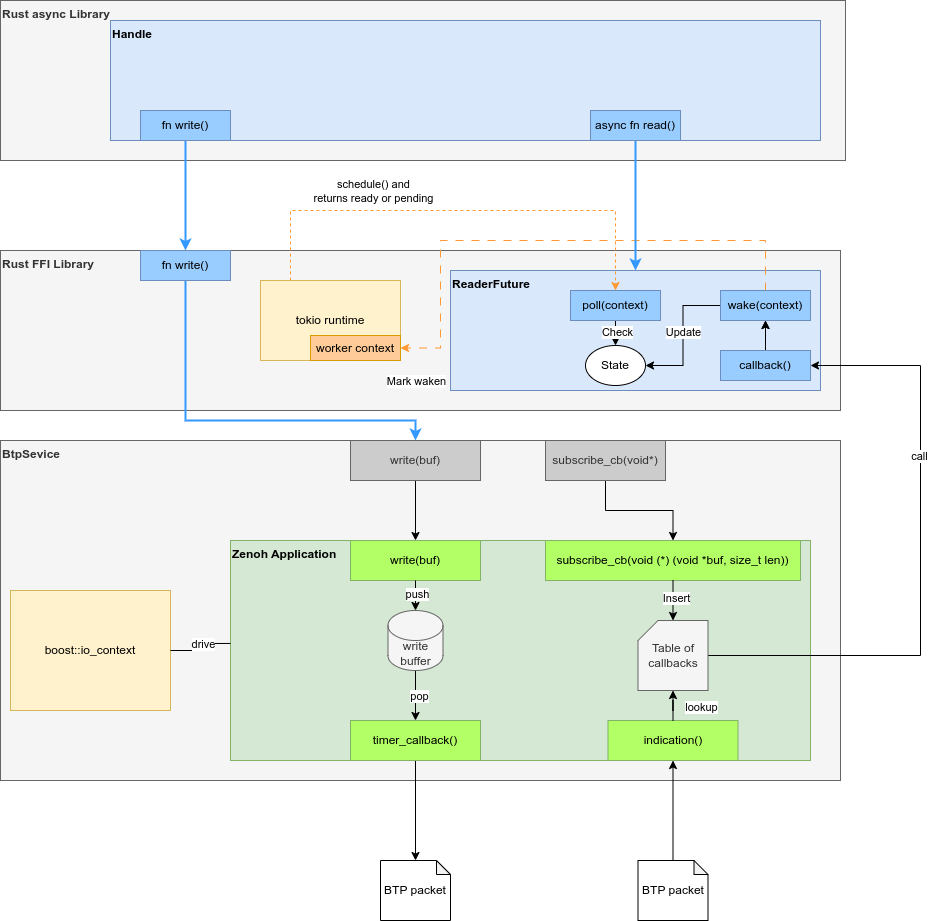 Rust async Library
Handle
fn write()
async fn read()
schedule() and
returns ready or pending
Rust FFI Library
fn write()
ReaderFuture
tokio runtime
worker context
poll(context)
wake(context)
Check
Update
State
callback()
Mark waken
BtpSevice
write(buf)
subscribe_cb(void*)
call
Zenoh Application
write(buf)
subscribe_cb(void (*) (void *buf, size_t len))
push
Insert
boost::io_context
drive
write
buffer
Table of
callbacks
pop
lookup
timer_callback()
indication()
BTP packet
BTP packet